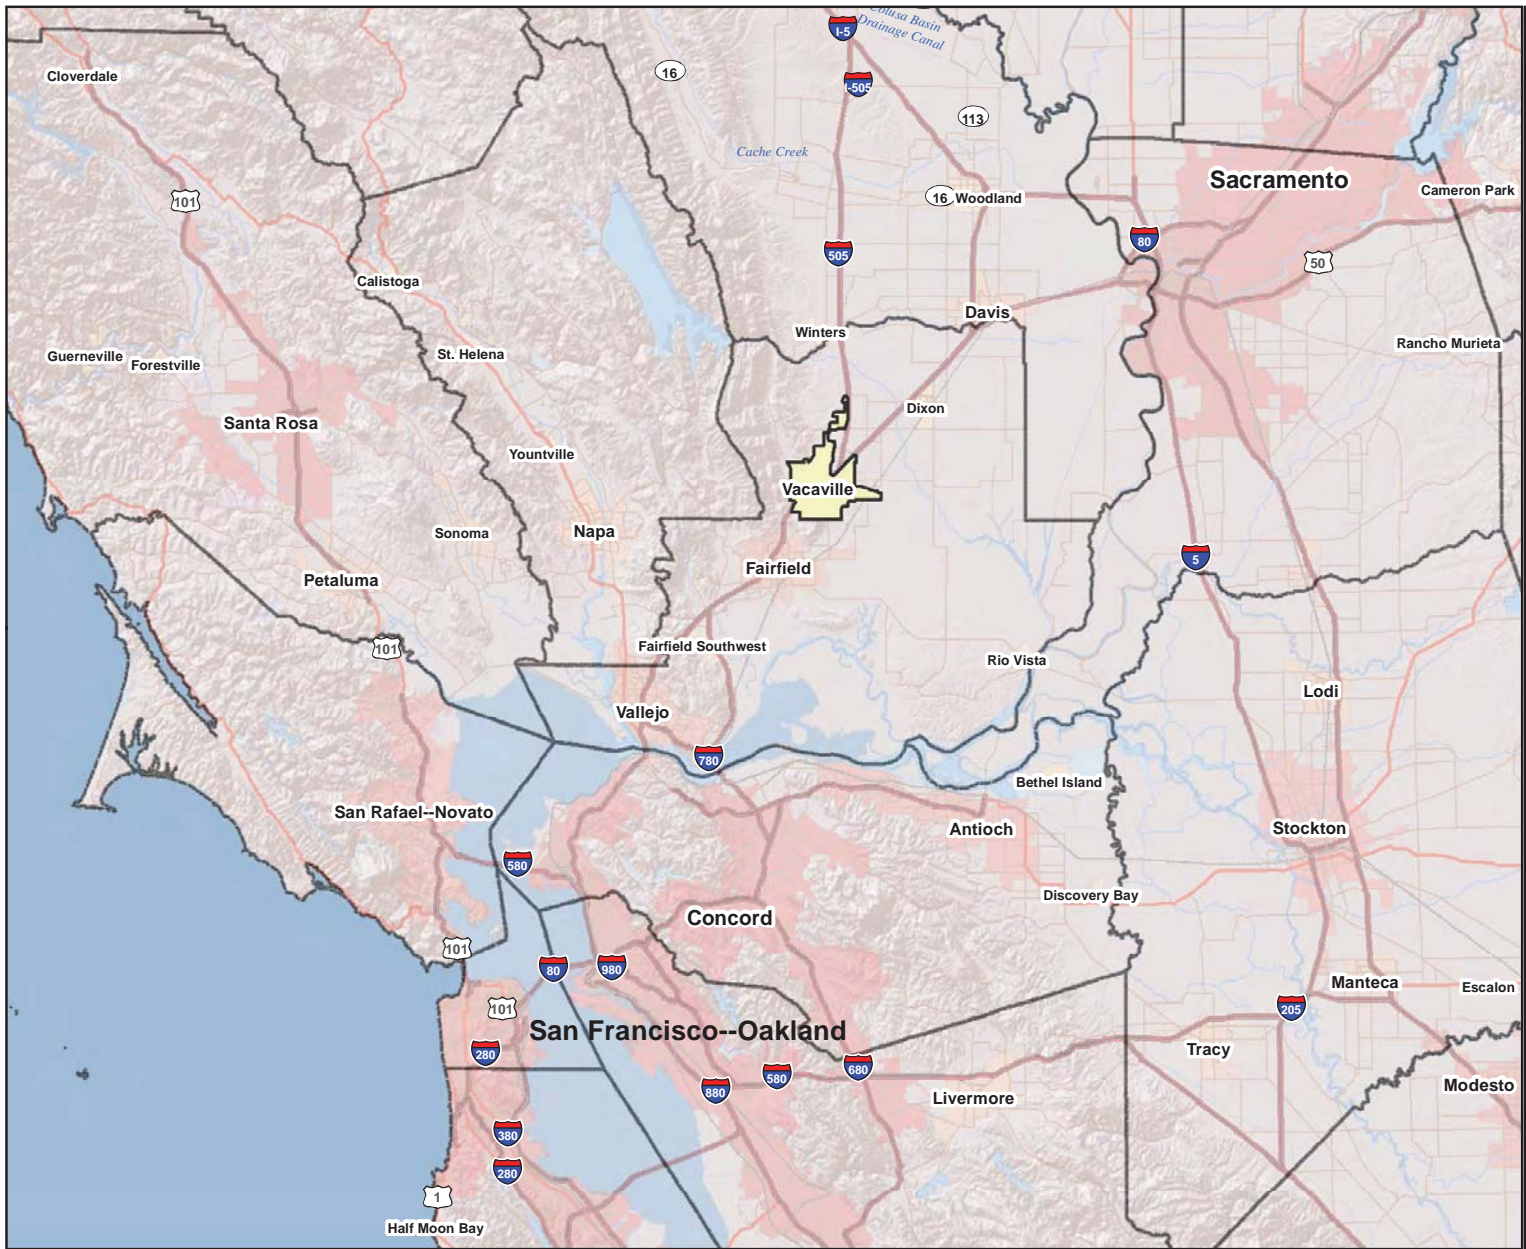 Colusa Basin
Drainage Canal
I-5
Cloverdale
16
I-505
113
Cache Creek
Sacramento
Cameron Park
101
16 Woodland
80
505
50
Calistoga
Davis
Winters
Rancho Murieta
Guerneville
Forestville
St. Helena
Dixon
Santa Rosa
Yountville
Vacaville
Sonoma
Napa
5
Fairfield
Petaluma
101
Fairfield Southwest
Rio Vista
Lodi
Vallejo
780
Bethel Island
San Rafael--Novato
Antioch
Stockton
580
Discovery Bay
Concord
101
80
980
Manteca
Escalon
101
205
San Francisco--Oakland
280
Tracy
680
580
880
Modesto
Livermore
380
280
1
Half Moon Bay